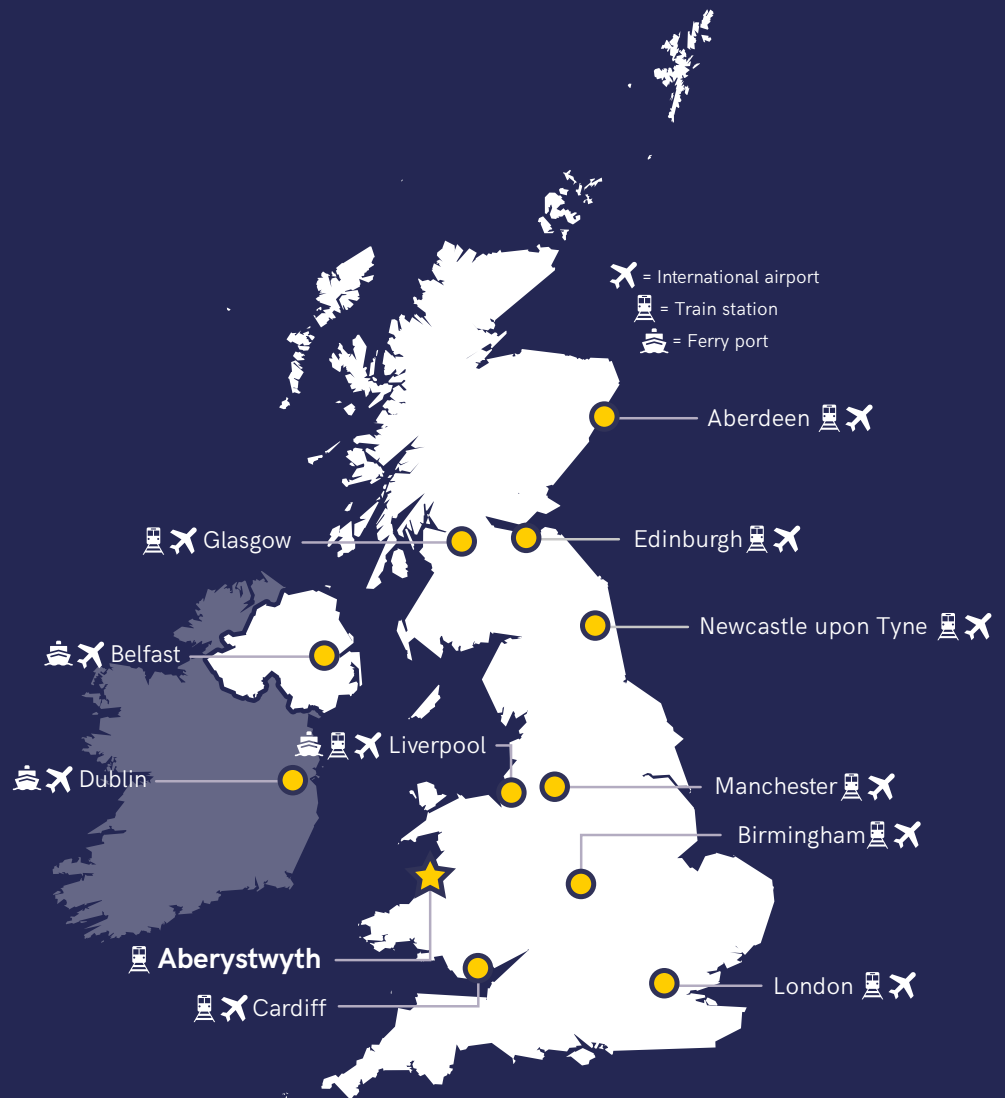 = International airport
= Train station
= Ferry port
Aberdeen
Glasgow
Edinburgh
Newcastle upon Tyne
Belfast
Liverpool
Dublin
Manchester
Birmingham
Aberystwyth
London
Cardiff